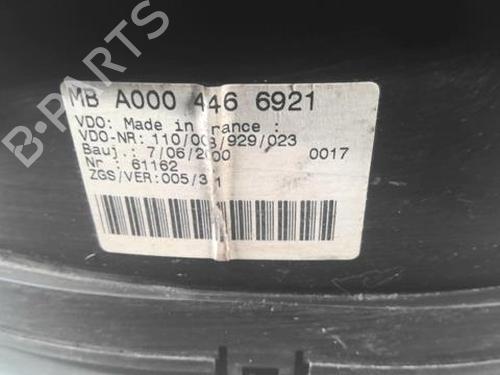 B-PARTS
MB A000 446 6921
VDO: Made in France :
VDO-NR: 110/008/929/023
Bauj.: 7/06/2000 0017
Nr : 61162
ZGS/VER:005/3